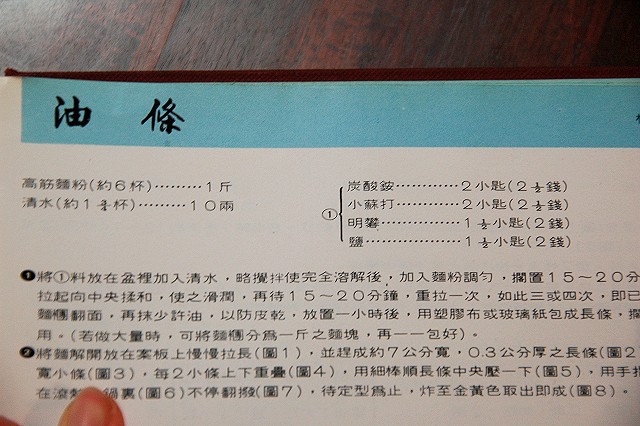 油條
高筋麵粉(約6杯)………1斤
清水(約1¾杯)………10兩
①
炭酸銨…………2小匙(2½錢)
小蘇打…………2小匙(2½錢)
明礬………………1½小匙(2錢)
鹽………………1½小匙(2錢)
❶將①料放在盆裡加入清水，略攪拌使完全溶解後，加入麵粉調勻，擱置15～20分
拉起向中央揉和，使之滑潤，再待15～20分鐘，重拉一次，如此三或四次，即已
麵糰翻面，再抹少許油，以防皮乾，放置一小時後，用塑膠布或玻璃紙包成長條，擱
用。(若做大量時，可將麵糰分為一斤之麵塊，再一一包好)。
❷將麵解開放在案板上慢慢拉長(圖1)，並趕成約7公分寬，0.3公分厚之長條(圖2
寬小條(圖3)，每2小條上下重疊(圖4)，用細棒順長條中央壓一下(圖5)，用手
在滾 鍋裏(圖6)不停翻撥(圖7)，待定型為止，炸至金黃色取出即成(圖8)。